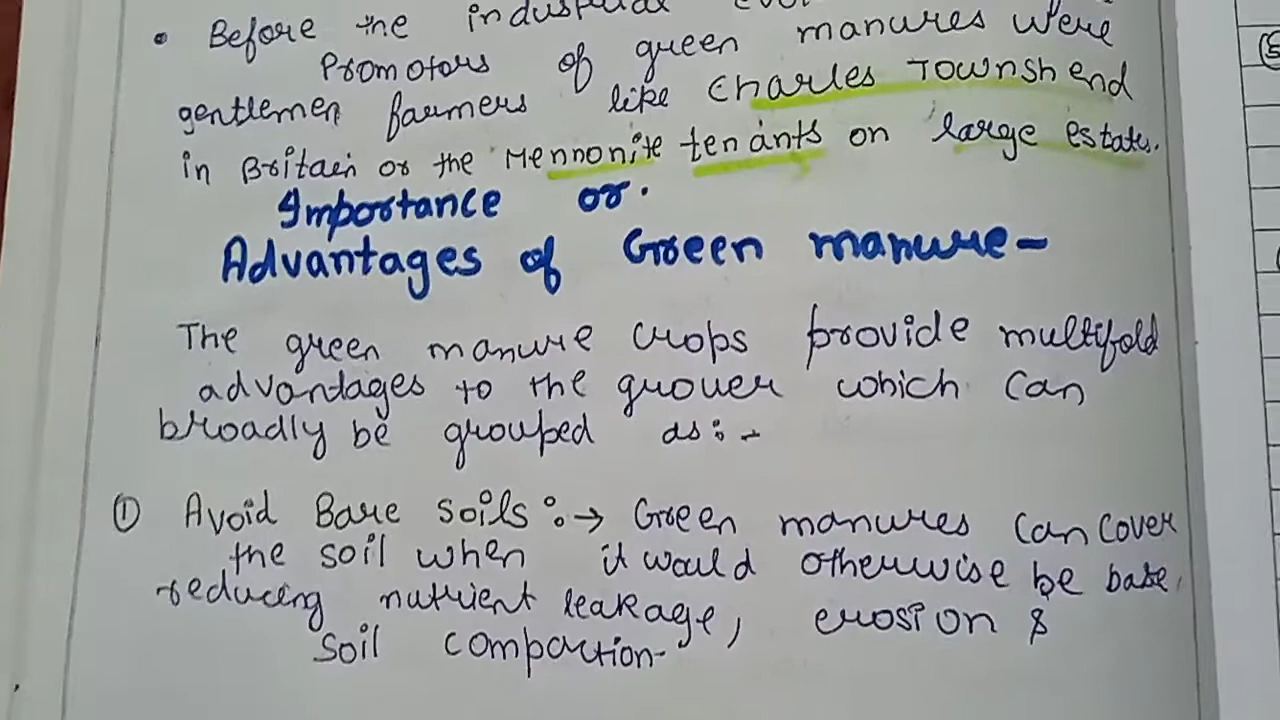 • Before the industrial
Promotors of green manures were
gentlemen farmers like Charles Townshend
in Britain or the Mennonite tenants on large estate.
Importance or.
Advantages of Green manure-
The green manure crops provide multifold
advantages to the grower which can
broadly be grouped as:-
① Avoid Bare soils :→ Green manures can cover
the soil when it would otherwise be bare,
reducing nutrient leakage, erosion &
soil compaction-